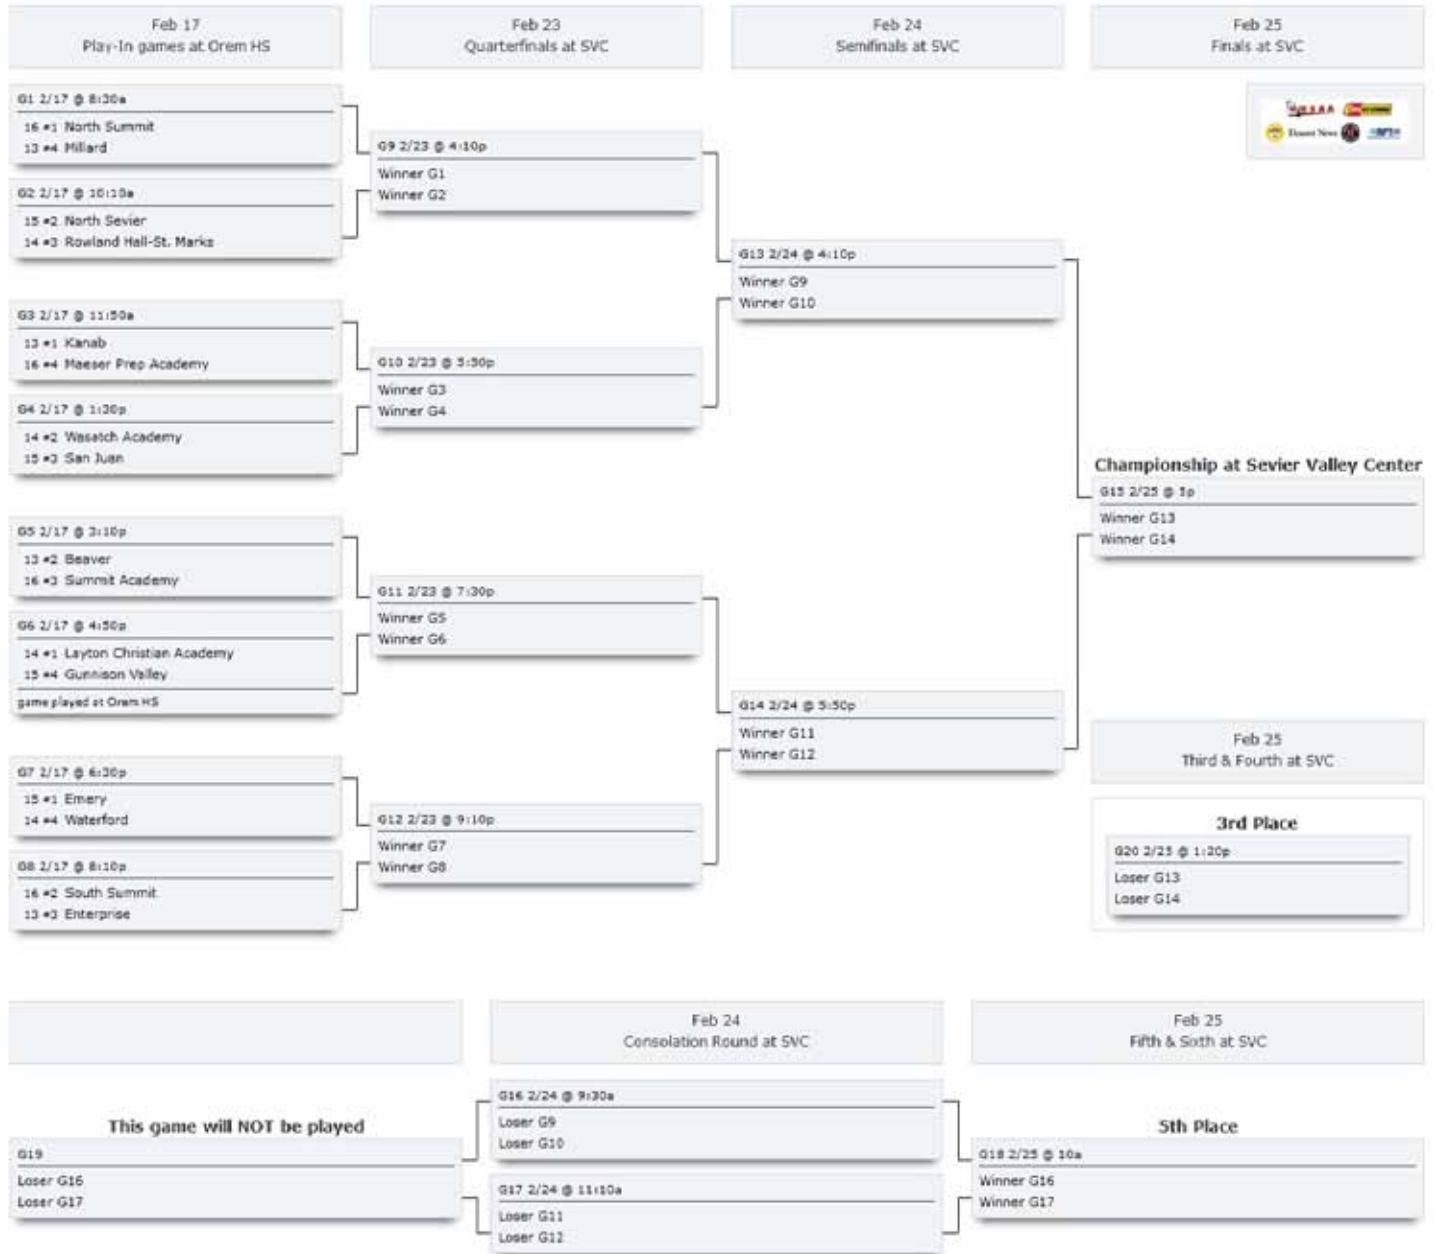 Feb 17
Play-In games at Orem HS
Feb 23
Quarterfinals at SVC
Feb 24
Semifinals at SVC
Feb 25
Finals at SVC
G1 2/17 @ 8:30a
16 #1 North Summit
13 #4 Millard
G2 2/17 @ 10:10a
15 #2 North Sevier
14 #3 Rowland Hall-St. Marks
G3 2/17 @ 11:50a
13 #1 Kanab
16 #4 Maeser Prep Academy
G4 2/17 @ 1:30p
14 #2 Wasatch Academy
15 #3 San Juan
G5 2/17 @ 3:10p
13 #2 Beaver
16 #3 Summit Academy
G6 2/17 @ 4:50p
14 #1 Layton Christian Academy
15 #4 Gunnison Valley
game played at Orem HS
G7 2/17 @ 6:30p
15 #1 Emery
14 #4 Waterford
G8 2/17 @ 8:10p
16 #2 South Summit
13 #3 Enterprise
G9 2/23 @ 4:10p
Winner G1
Winner G2
G10 2/23 @ 5:50p
Winner G3
Winner G4
G11 2/23 @ 7:30p
Winner G5
Winner G6
G12 2/23 @ 9:10p
Winner G7
Winner G8
G13 2/24 @ 4:10p
Winner G9
Winner G10
G14 2/24 @ 5:50p
Winner G11
Winner G12
Deseret News
Championship at Sevier Valley Center
G15 2/25 @ 5p
Winner G13
Winner G14
Feb 25
Third & Fourth at SVC
3rd Place
G20 2/25 @ 1:20p
Loser G13
Loser G14
Feb 24
Consolation Round at SVC
Feb 25
Fifth & Sixth at SVC
This game will NOT be played
G19
Loser G16
Loser G17
G16 2/24 @ 9:30a
Loser G9
Loser G10
G17 2/24 @ 11:10a
Loser G11
Loser G12
5th Place
G18 2/25 @ 10a
Winner G16
Winner G17